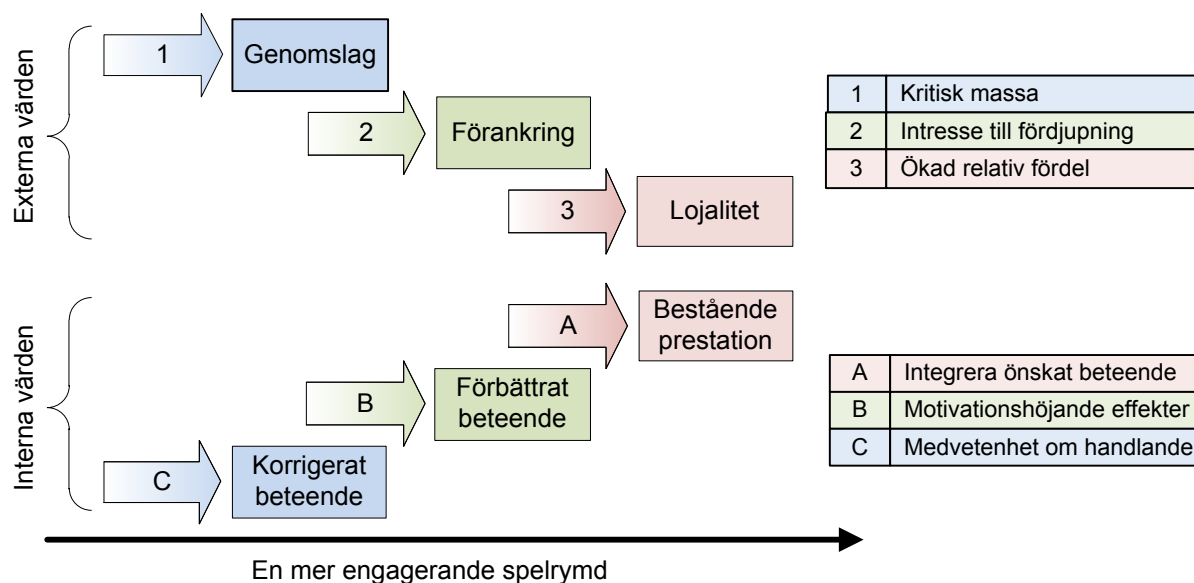 Externa värden
1
Genomslag
2
Förankring
3
Lojalitet
1 Kritisk massa
2 Intresse till fördjupning
3 Ökad relativ fördel
Interna värden
A
Bestående
prestation
B
Förbättrat
beteende
C
Korrigerat
beteende
A Integrera önskat beteende
B Motivationshöjande effekter
C Medvetenhet om handlande
En mer engagerande spelrymd